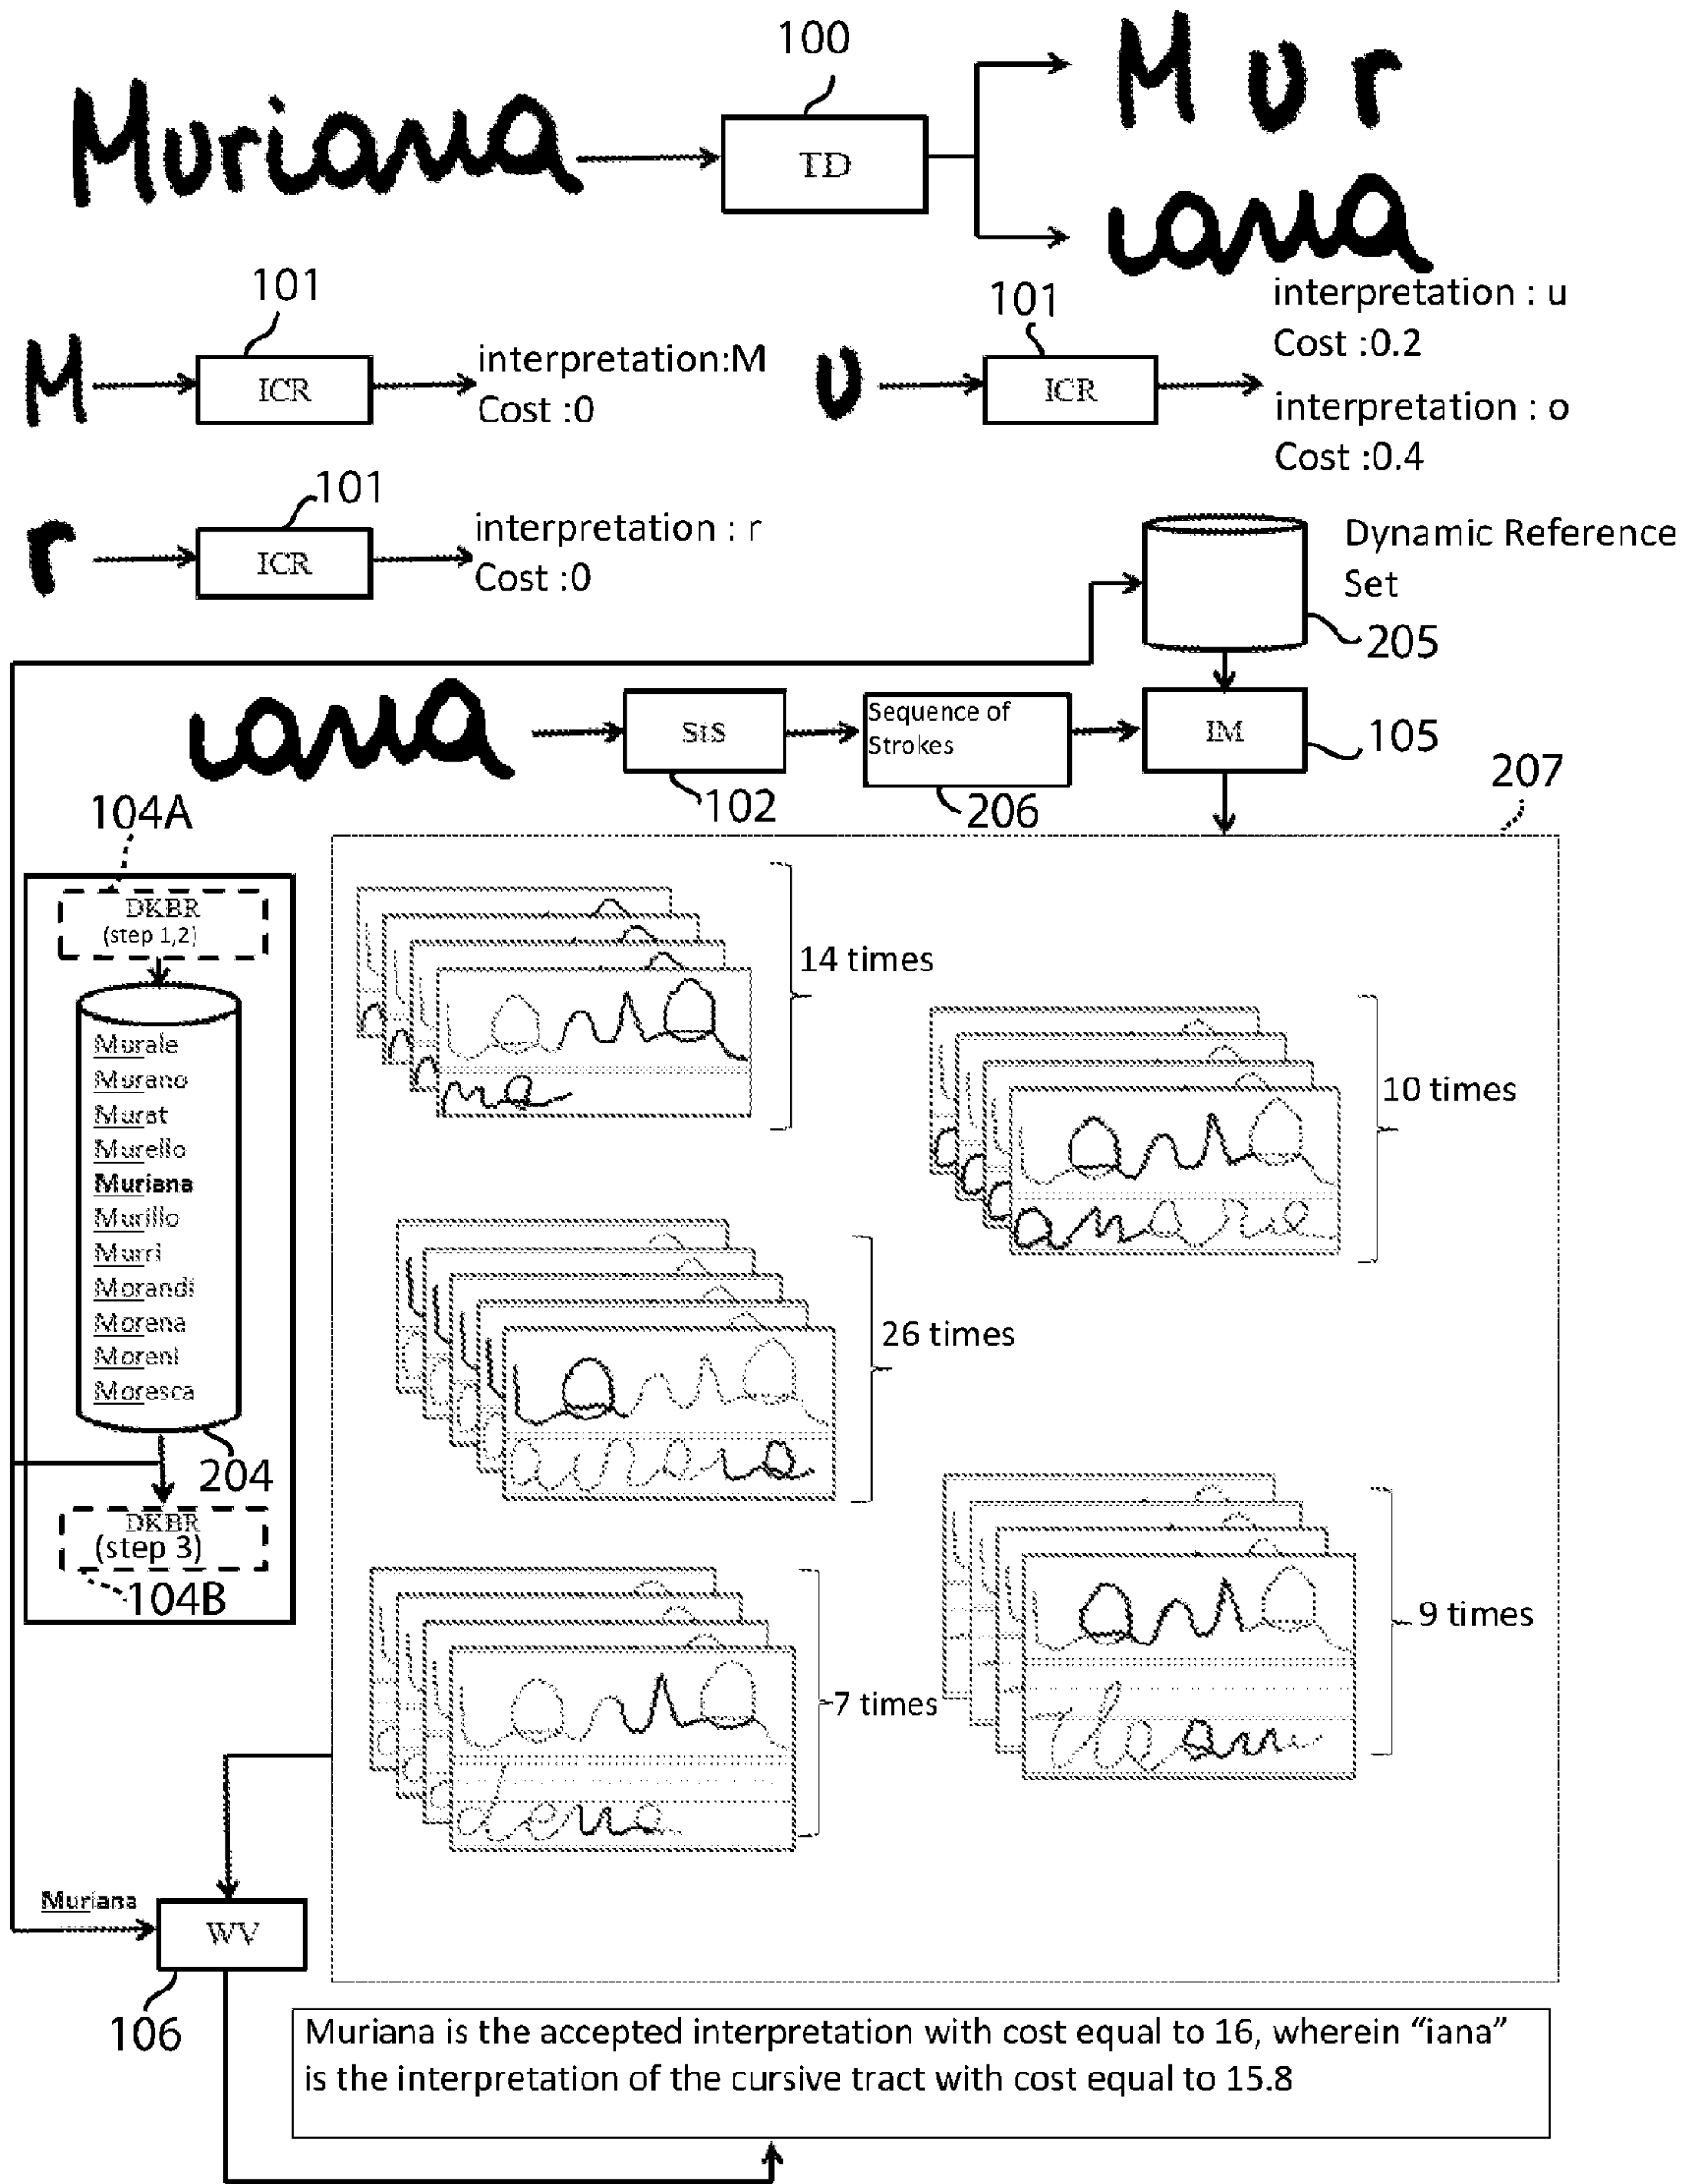 100
Muriana
TD
M u r
iana
101
M
ICR
interpretation:M
Cost :0
101
u
ICR
interpretation : u
Cost :0.2
interpretation : o
Cost :0.4
101
r
ICR
interpretation : r
Cost :0
Dynamic Reference
Set
205
iana
StS
102
Sequence of
Strokes
206
IM
105
207
104A
DKBR
(step 1,2)
Murale
Murano
Murat
Murello
Muriana
Murillo
Murri
Morandi
Morena
Moreni
Moresca
204
DKBR
(step 3)
104B
14 times
10 times
26 times
9 times
7 times
Muriana
WV
106
Muriana is the accepted interpretation with cost equal to 16, wherein “iana”
is the interpretation of the cursive tract with cost equal to 15.8